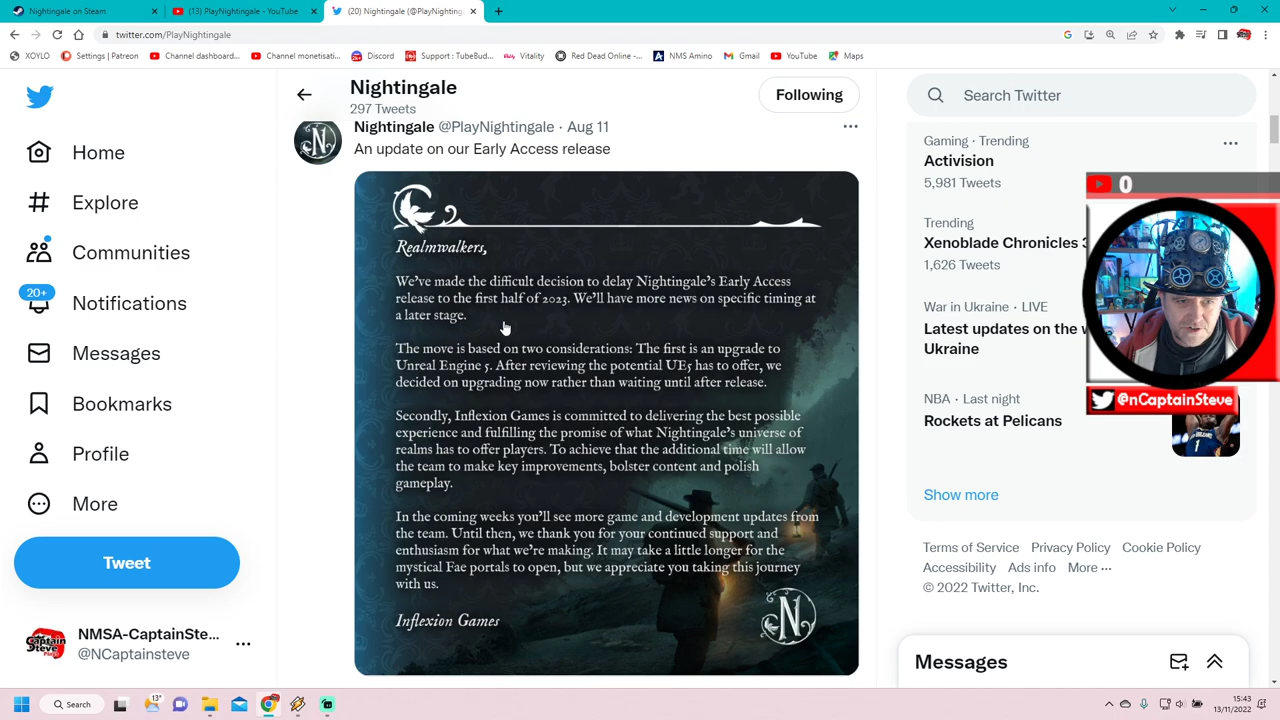 Nightingale on Steam
(13) PlayNightingale - YouTube
(20) Nightingale (@PlayNightingale
twitter.com/PlayNightingale
XOYLO
Settings | Patreon
Channel dashboard...
Channel monetisati...
Discord
Support : TubeBud...
Vitality
Red Dead Online -...
NMS Amino
Gmail
YouTube
Maps
Home
Explore
Communities
20+
Notifications
Messages
Bookmarks
Profile
More
Tweet
NMSA-CaptainSte...
@NCaptainsteve
Nightingale
297 Tweets
Following
Nightingale @PlayNightingale · Aug 11
An update on our Early Access release
Realmwalkers,
We've made the difficult decision to delay Nightingale's Early Access
release to the first half of 2023. We'll have more news on specific timing at
a later stage.
The move is based on two considerations: The first is an upgrade to
Unreal Engine 5. After reviewing the potential UE5 has to offer, we
decided on upgrading now rather than waiting until after release.
Secondly, Inflexion Games is committed to delivering the best possible
experience and fulfilling the promise of what Nightingale's universe of
realms has to offer players. To achieve that the additional time will allow
the team to make key improvements, bolster content and polish
gameplay.
In the coming weeks you'll see more game and development updates from
the team. Until then, we thank you for your continued support and
enthusiasm for what we're making. It may take a little longer for the
mystical Fae portals to open, but we appreciate you taking this journey
with us.
Inflexion Games
N
Search Twitter
Gaming · Trending
Activision
5,981 Tweets
Trending
Xenoblade Chronicles 3
1,626 Tweets
War in Ukraine · LIVE
Latest updates on the w
Ukraine
NBA · Last night
Rockets at Pelicans
Show more
Terms of Service Privacy Policy Cookie Policy
Accessibility Ads info More ···
© 2022 Twitter, Inc.
0
@nCaptainSteve
Messages
Search
13°
15:43
13/11/2022